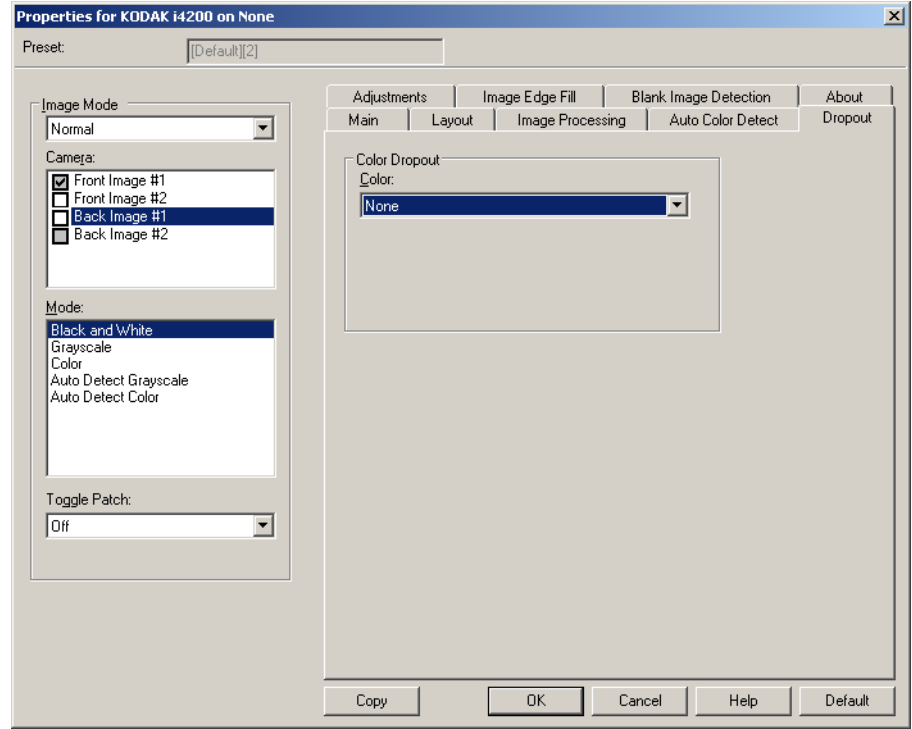 Properties for KODAK i4200 on None
Preset:
[Default][2]
Image Mode
Normal
Camera:
Front Image #1
Front Image #2
Back Image #1
Back Image #2
Mode:
Black and White
Grayscale
Color
Auto Detect Grayscale
Auto Detect Color
Toggle Patch:
Off
Adjustments
Image Edge Fill
Blank Image Detection
About
Main
Layout
Image Processing
Auto Color Detect
Dropout
Color Dropout
Color:
None
Copy
OK
Cancel
Help
Default